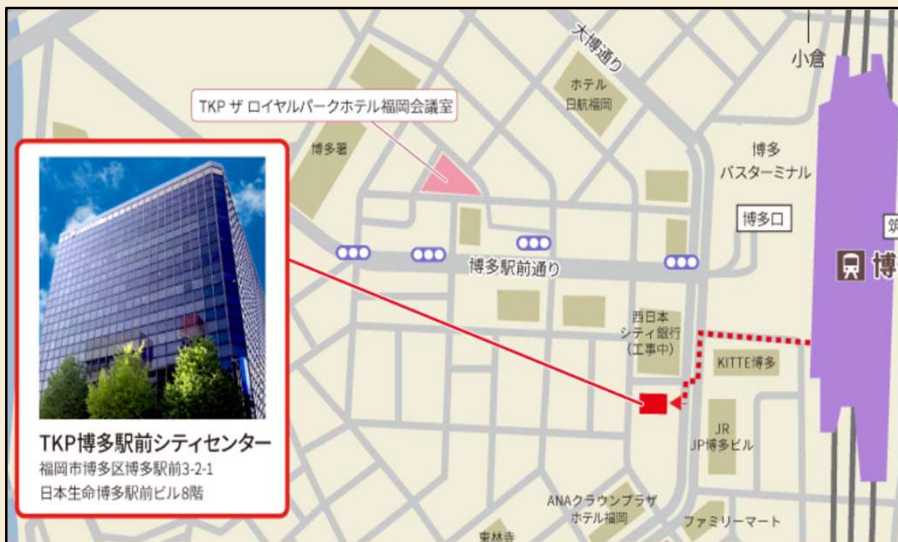 小倉
大博通り
ホテル
日航福岡
TKP ザ ロイヤルパークホテル福岡会議室
博多署
博多
バスターミナル
博多口
筑
博
博多駅前通り
西日本
シティ銀行
(工事中)
KITTE博多
JR
JP博多ビル
TKP博多駅前シティセンター
福岡市博多区博多駅前3-2-1
日本生命博多駅前ビル8階
ANAクラウンプラザ
ホテル福岡
ファミリーマート
東林寺